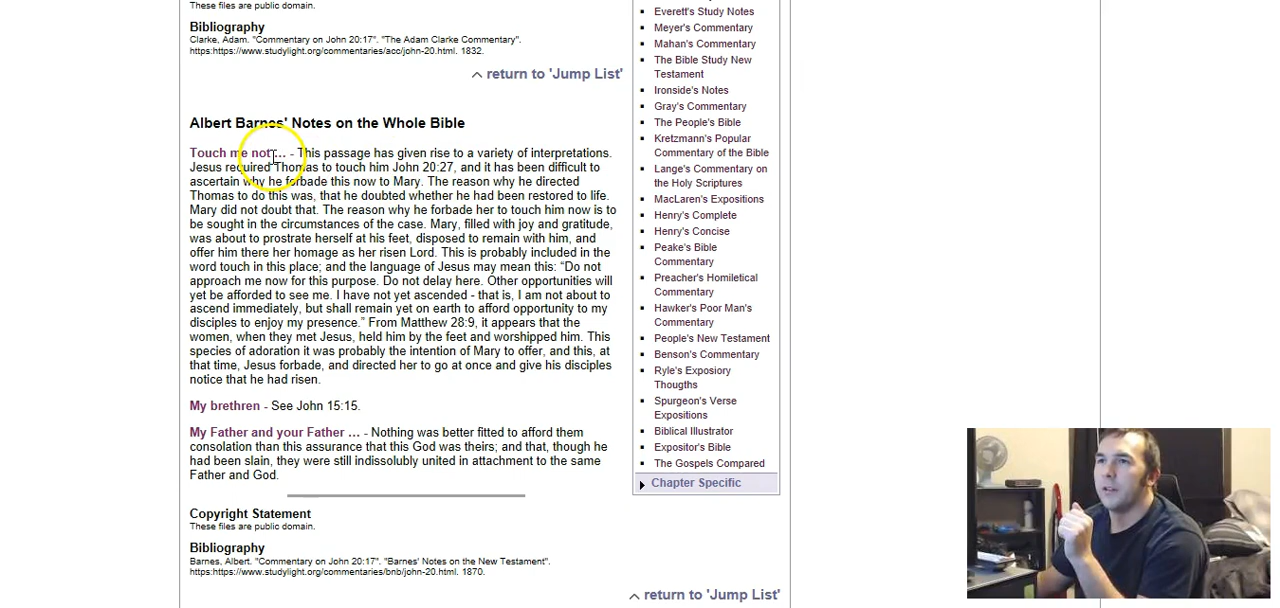 These files are public domain.
Bibliography
Clarke, Adam. "Commentary on John 20:17". "The Adam Clarke Commentary".
https:https://www.studylight.org/commentaries/acc/john-20.html. 1832.
return to 'Jump List'
Albert Barnes' Notes on the Whole Bible
Touch me not … - This passage has given rise to a variety of interpretations.
Jesus required Thomas to touch him John 20:27, and it has been difficult to
ascertain why he forbade this now to Mary. The reason why he directed
Thomas to do this was, that he doubted whether he had been restored to life.
Mary did not doubt that. The reason why he forbade her to touch him now is to
be sought in the circumstances of the case. Mary, filled with joy and gratitude,
was about to prostrate herself at his feet, disposed to remain with him, and
offer him there her homage as her risen Lord. This is probably included in the
word touch in this place; and the language of Jesus may mean this: “Do not
approach me now for this purpose. Do not delay here. Other opportunities will
yet be afforded to see me. I have not yet ascended - that is, I am not about to
ascend immediately, but shall remain yet on earth to afford opportunity to my
disciples to enjoy my presence.” From Matthew 28:9, it appears that the
women, when they met Jesus, held him by the feet and worshipped him. This
species of adoration it was probably the intention of Mary to offer, and this, at
that time, Jesus forbade, and directed her to go at once and give his disciples
notice that he had risen.
My brethren - See John 15:15.
My Father and your Father … - Nothing was better fitted to afford them
consolation than this assurance that this God was theirs; and that, though he
had been slain, they were still indissolubly united in attachment to the same
Father and God.
Copyright Statement
These files are public domain.
Bibliography
Barnes, Albert. "Commentary on John 20:17". "Barnes' Notes on the New Testament".
https:https://www.studylight.org/commentaries/bnb/john-20.html. 1870.
return to 'Jump List'
Everett's Study Notes
Meyer's Commentary
Mahan's Commentary
The Bible Study New
Testament
Ironside's Notes
Gray's Commentary
The People's Bible
Kretzmann's Popular
Commentary of the Bible
Lange's Commentary on
the Holy Scriptures
MacLaren's Expositions
Henry's Complete
Henry's Concise
Peake's Bible
Commentary
Preacher's Homiletical
Commentary
Hawker's Poor Man's
Commentary
People's New Testament
Benson's Commentary
Ryle's Exposiory
Thougths
Spurgeon's Verse
Expositions
Biblical Illustrator
Expositor's Bible
The Gospels Compared
Chapter Specific